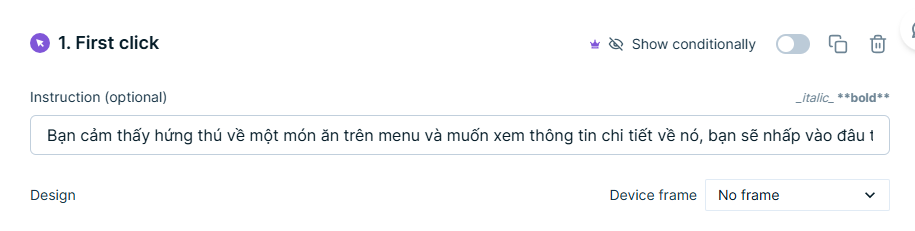 1. First click
Show conditionally
Instruction (optional)
_italic_ **bold**
Bạn cảm thấy hứng thú về một món ăn trên menu và muốn xem thông tin chi tiết về nó, bạn sẽ nhấp vào đâu
Design
Device frame
No frame